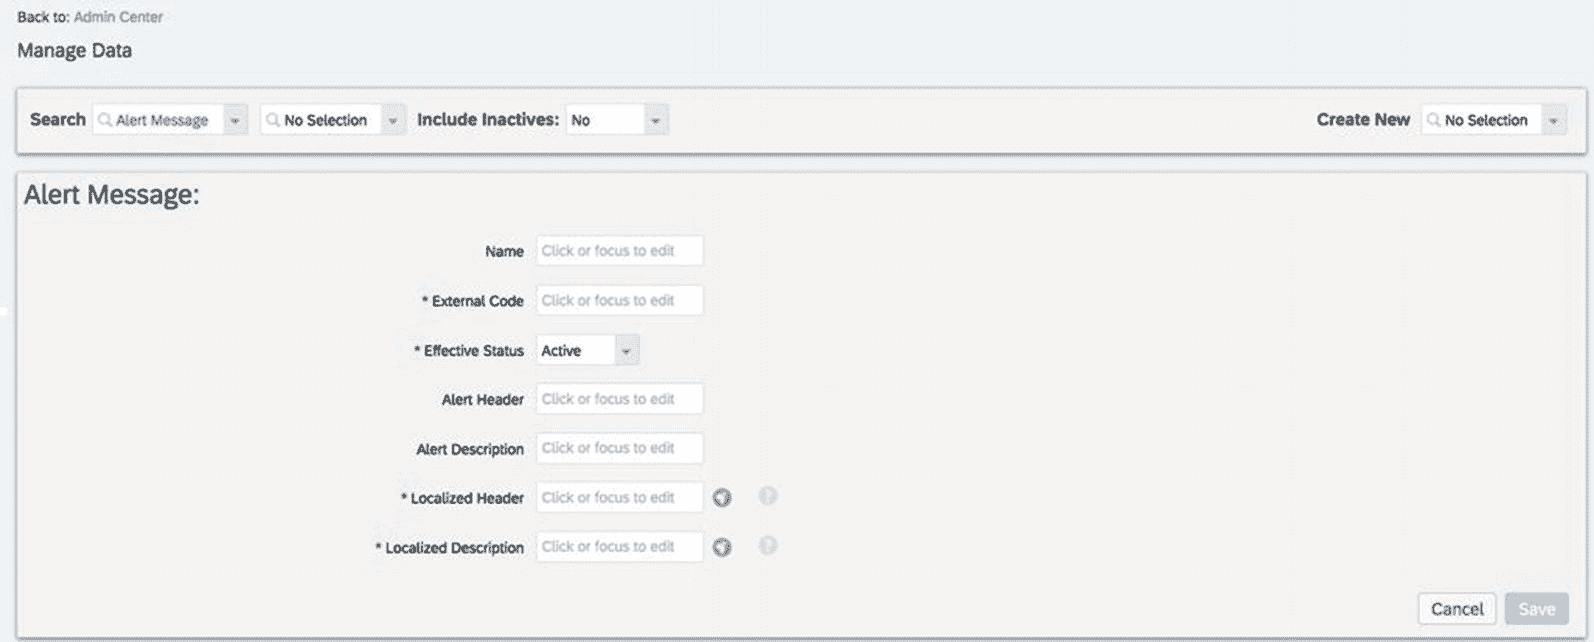 Back to: Admin Center
Manage Data
Search Alert Message No Selection Include Inactives: No Create New No Selection
Alert Message:
Name Click or focus to edit
* External Code Click or focus to edit
* Effective Status Active
Alert Header Click or focus to edit
Alert Description Click or focus to edit
* Localized Header Click or focus to edit ?
* Localized Description Click or focus to edit ?
Cancel Save